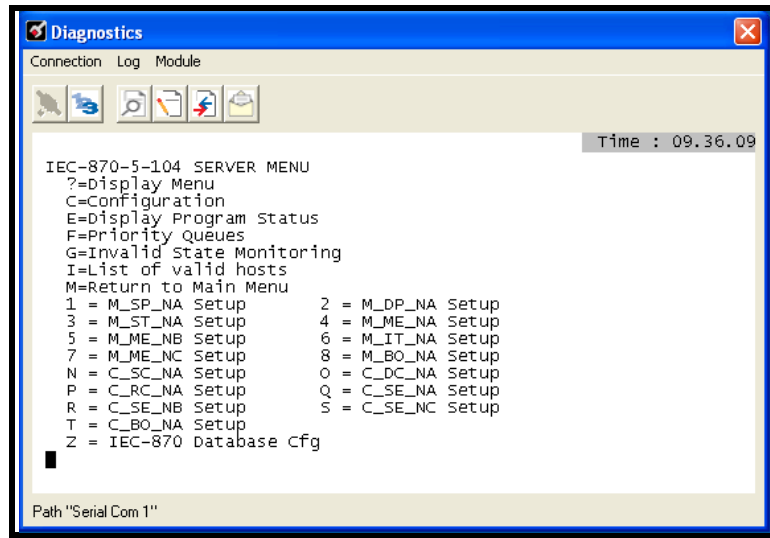 Diagnostics
Connection Log Module
Time : 09.36.09
IEC-870-5-104 SERVER MENU
?=Display Menu
C=Configuration
E=Display Program Status
F=Priority Queues
G=Invalid State Monitoring
I=List of valid hosts
M=Return to Main Menu
1 = M_SP_NA Setup 2 = M_DP_NA Setup
3 = M_ST_NA Setup 4 = M_ME_NA Setup
5 = M_ME_NB Setup 6 = M_IT_NA Setup
7 = M_ME_NC Setup 8 = M_BO_NA Setup
N = C_SC_NA Setup O = C_DC_NA Setup
P = C_RC_NA Setup Q = C_SE_NA Setup
R = C_SE_NB Setup S = C_SE_NC Setup
T = C_BO_NA Setup
Z = IEC-870 Database Cfg
Path "Serial Com 1"